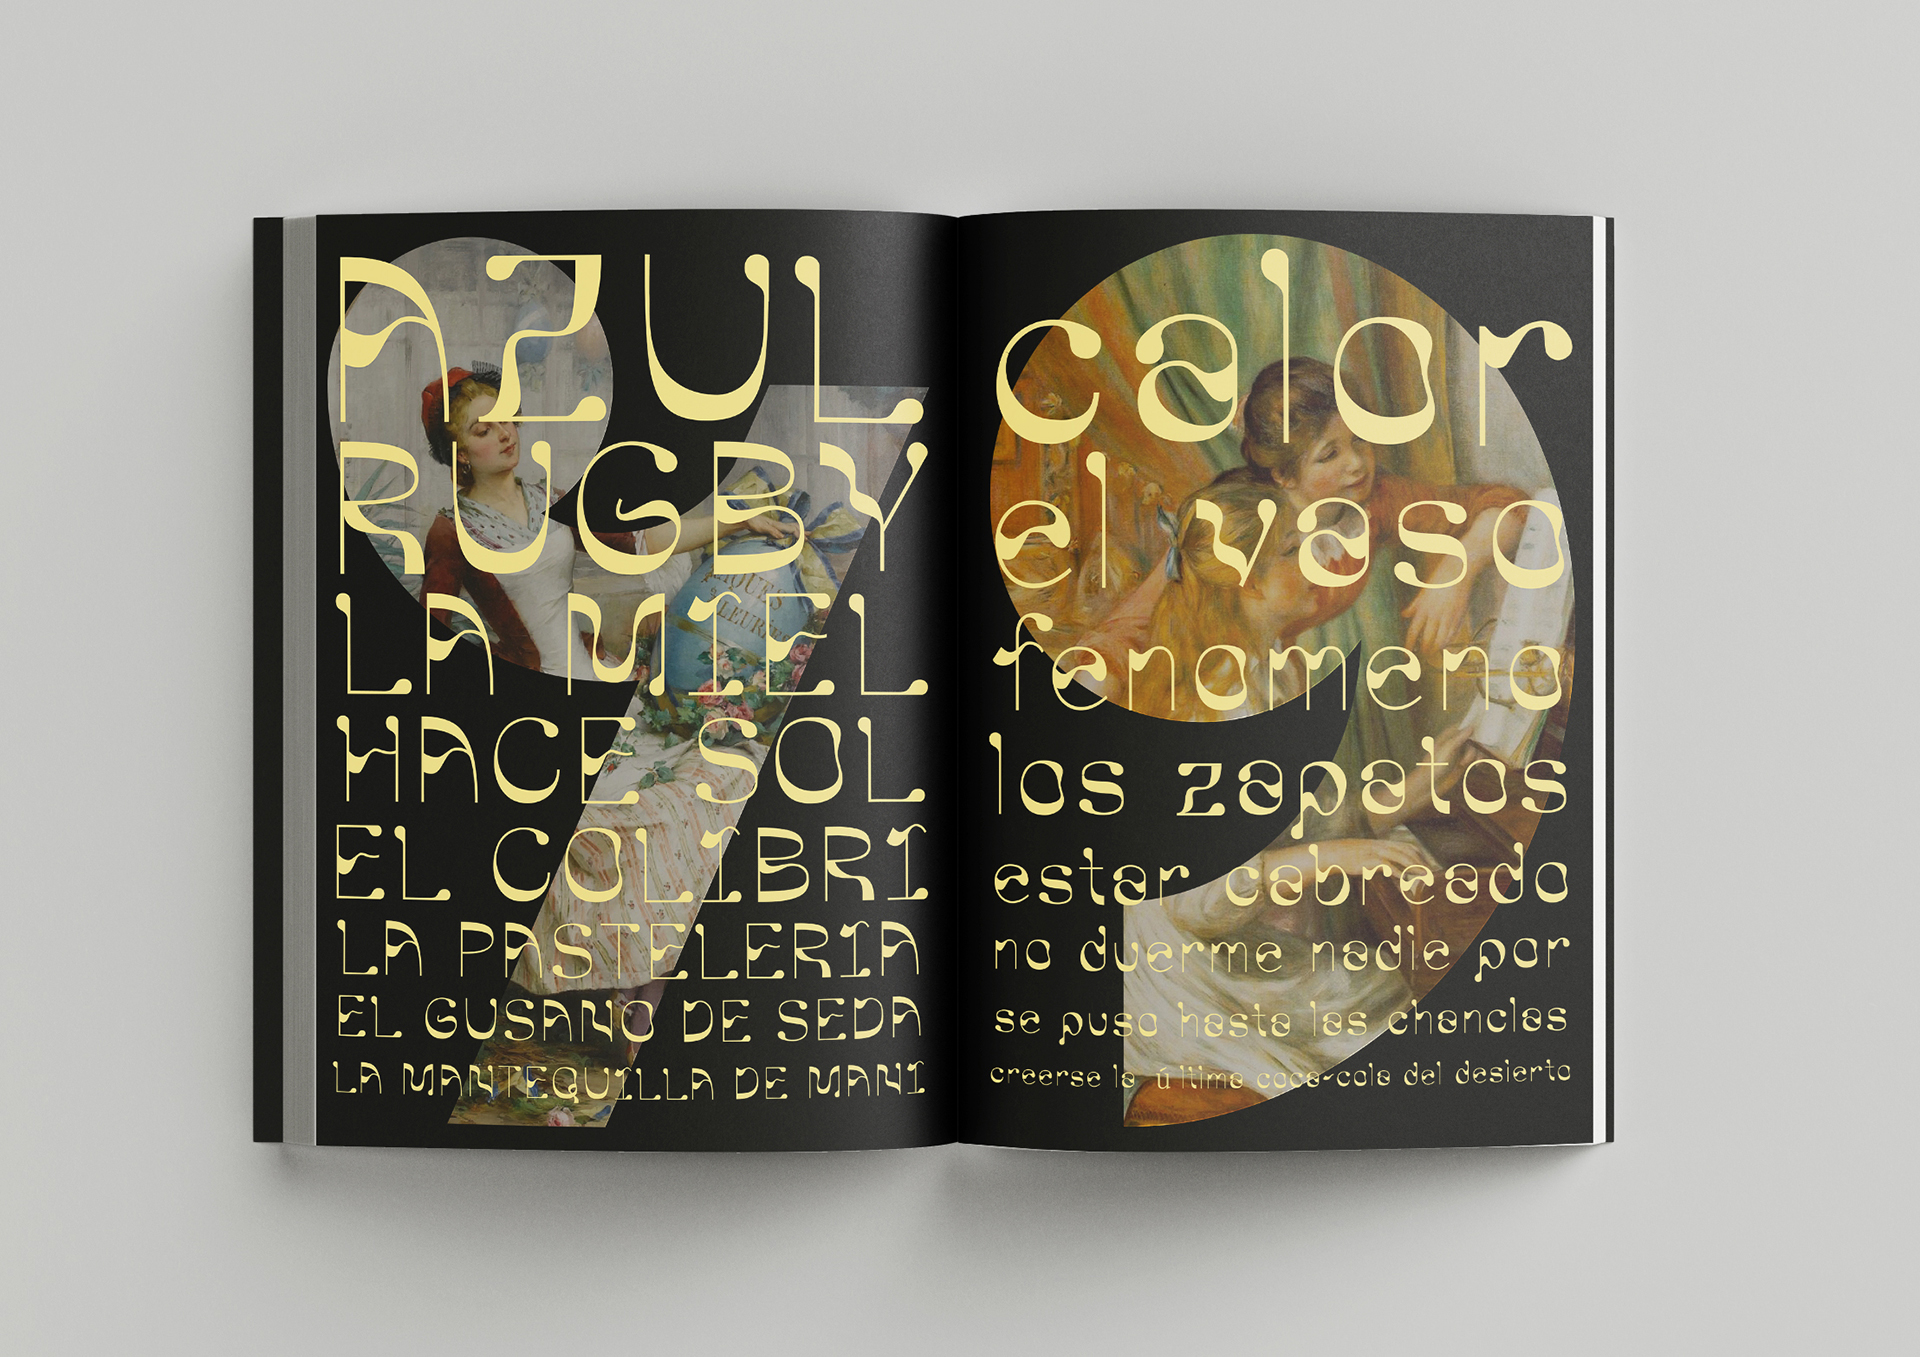 AZUL
RUGBY
LA MIEL
HACE SOL
EL COLIBRI
LA PASTELERIA
EL GUSANO DE SEDA
LA MANTEQUILLA DE MANI
calor
el vaso
fenomeno
los zapatos
estar cabreado
no duerme nadie por
se puso hasta las chanclas
creerse la última coca-cola del desierto